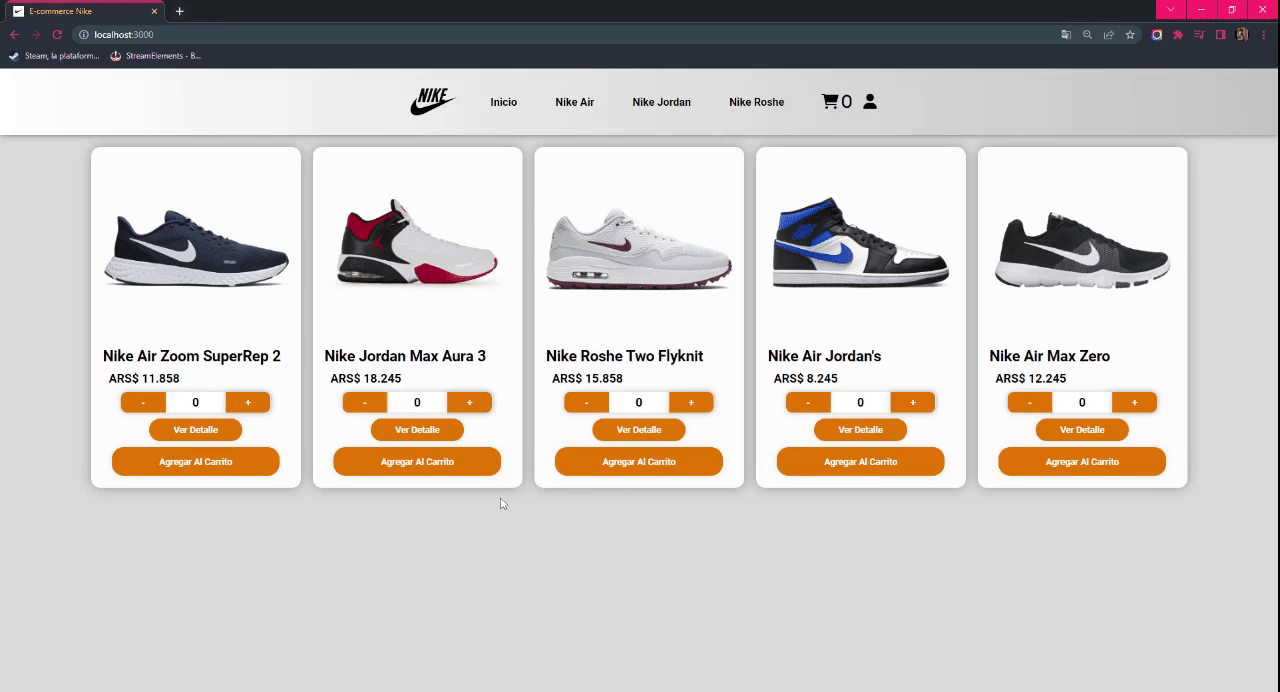 E-commerce Nike
localhost:3000
Steam, la plataform... StreamElements - B...
NIKE Inicio Nike Air Nike Jordan Nike Roshe 0
Nike Air Zoom SuperRep 2
ARS$ 11.858
- 0 +
Ver Detalle
Agregar Al Carrito
Nike Jordan Max Aura 3
ARS$ 18.245
- 0 +
Ver Detalle
Agregar Al Carrito
Nike Roshe Two Flyknit
ARS$ 15.858
- 0 +
Ver Detalle
Agregar Al Carrito
Nike Air Jordan's
ARS$ 8.245
- 0 +
Ver Detalle
Agregar Al Carrito
Nike Air Max Zero
ARS$ 12.245
- 0 +
Ver Detalle
Agregar Al Carrito